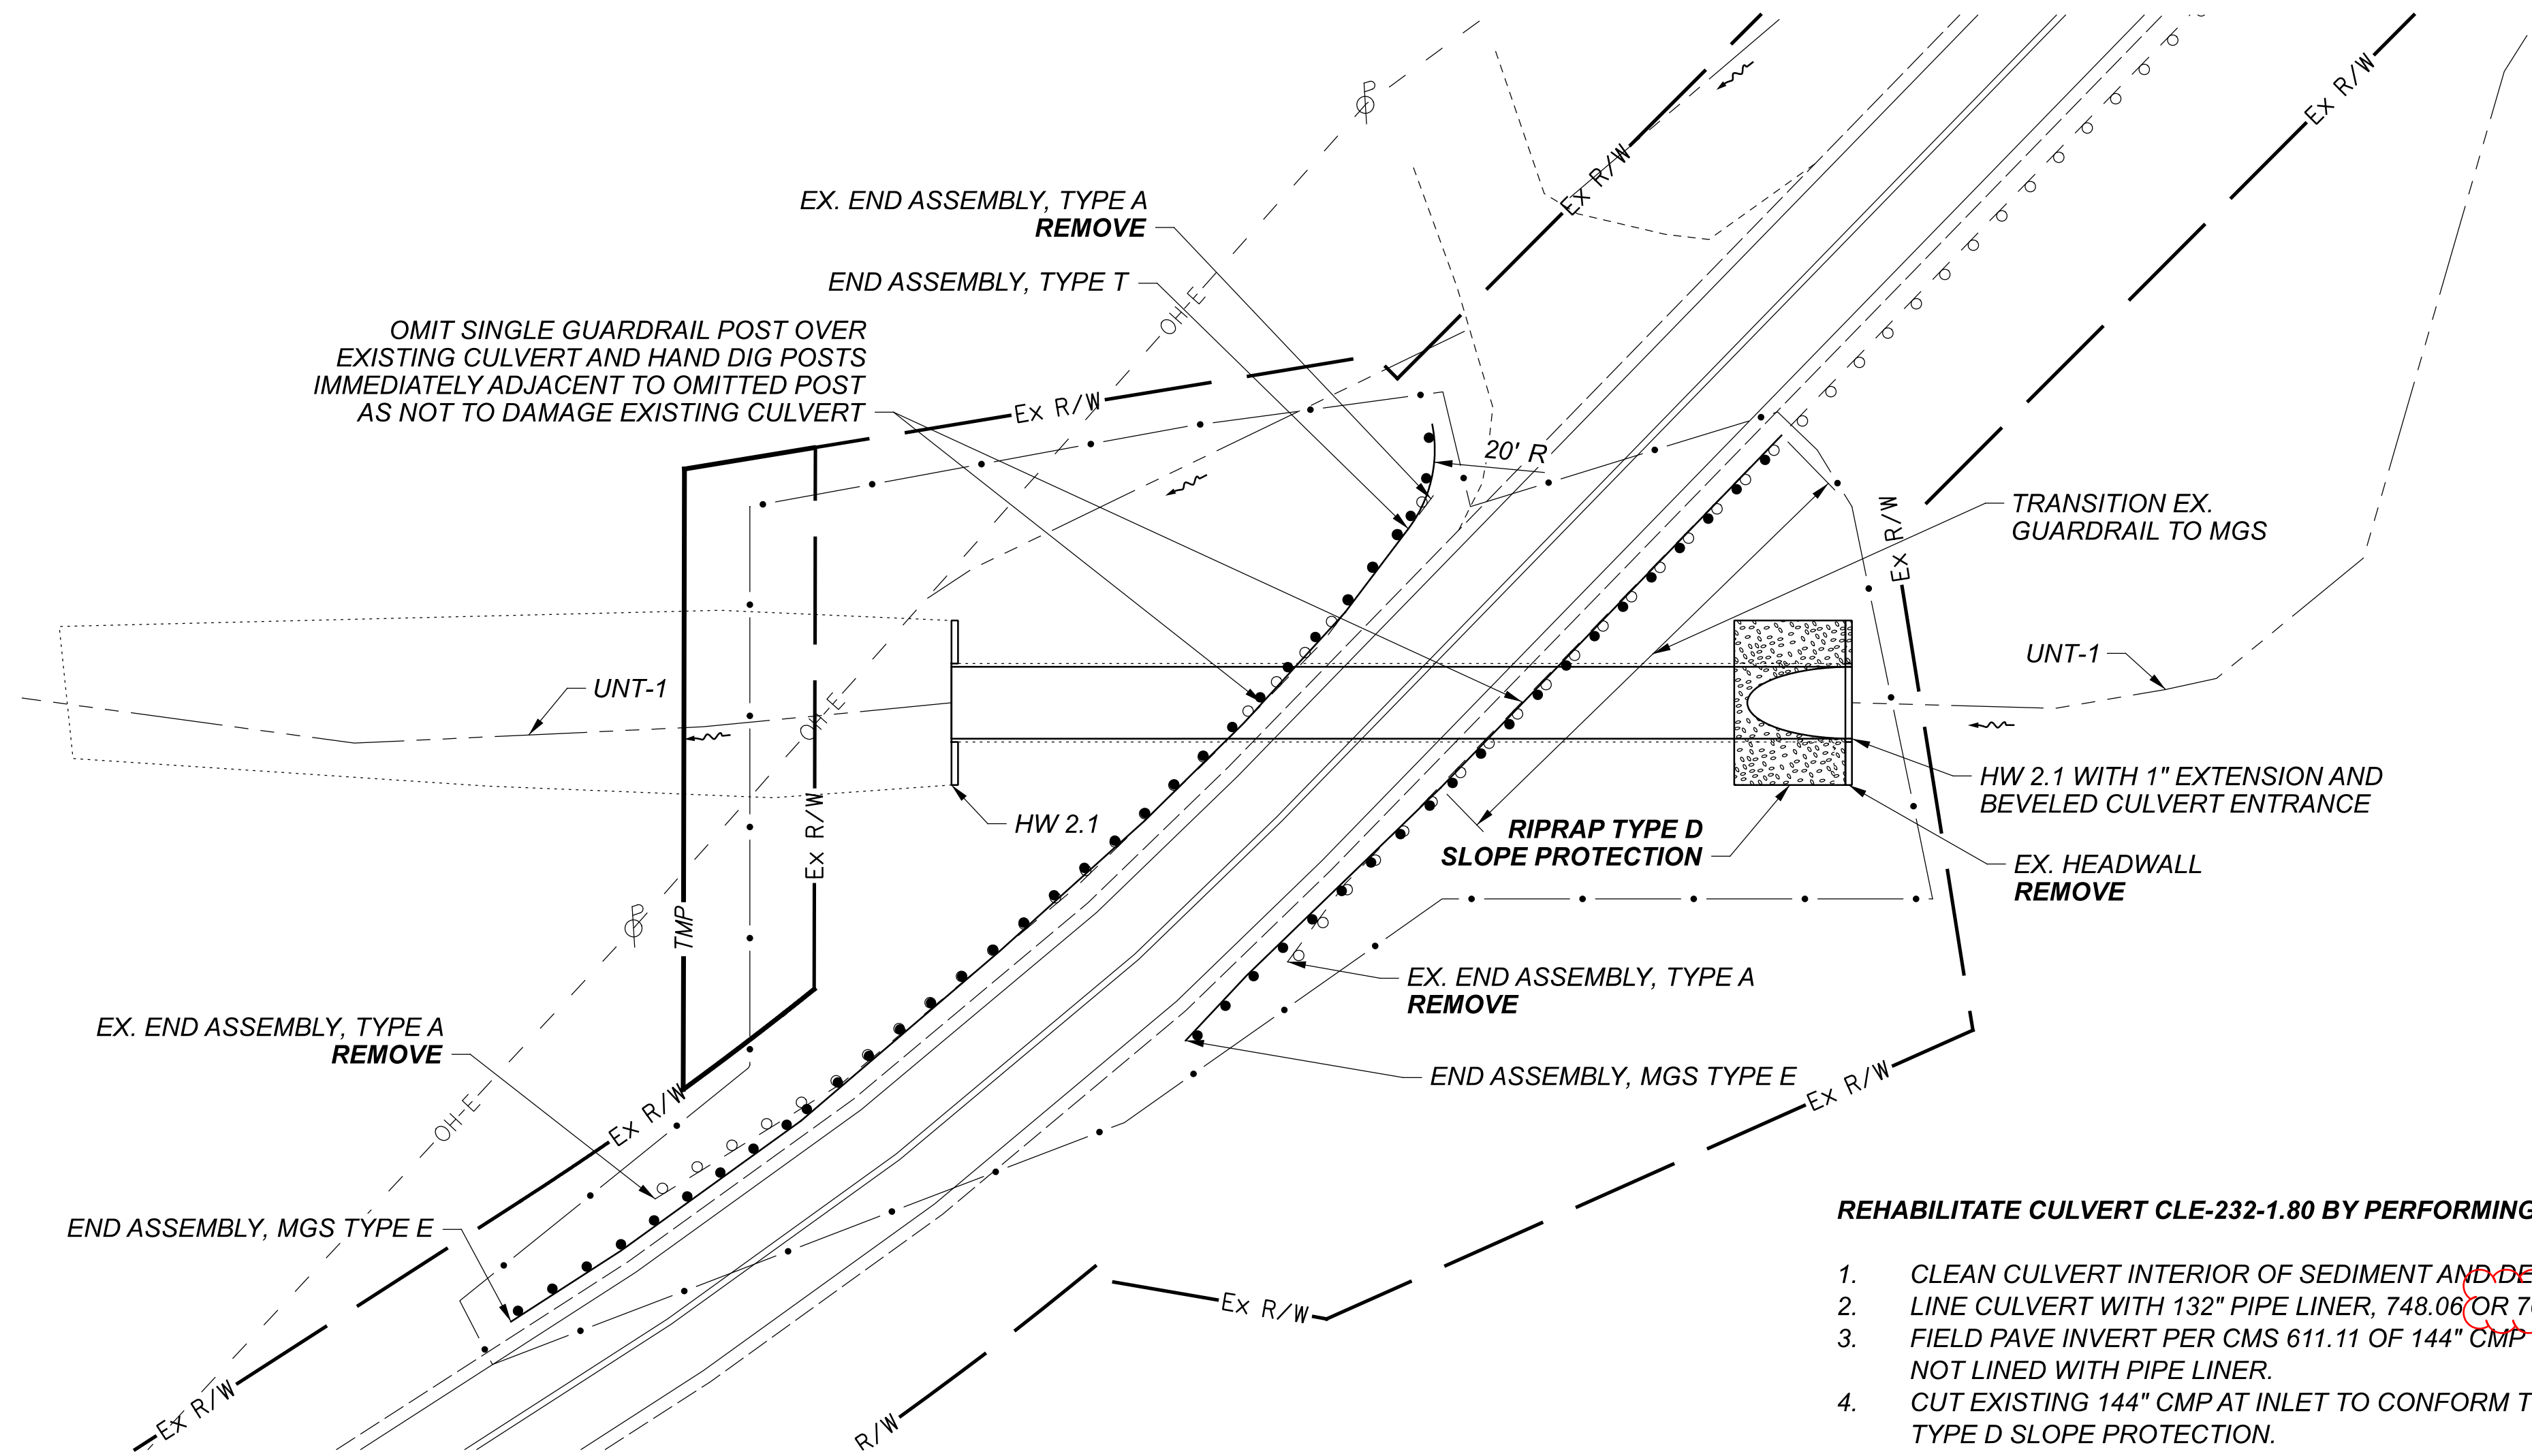 Ex R/W
Ex R/W
EX. END ASSEMBLY, TYPE A
REMOVE
END ASSEMBLY, TYPE T
OH-E
OMIT SINGLE GUARDRAIL POST OVER
EXISTING CULVERT AND HAND DIG POSTS
IMMEDIATELY ADJACENT TO OMITTED POST
AS NOT TO DAMAGE EXISTING CULVERT
Ex R/W
20' R
TRANSITION EX.
GUARDRAIL TO MGS
Ex R/W
UNT-1
UNT-1
OH-E
HW 2.1 WITH 1" EXTENSION AND
BEVELED CULVERT ENTRANCE
HW 2.1
RIPRAP TYPE D
SLOPE PROTECTION
Ex R/W
EX. HEADWALL
REMOVE
TMP
EX. END ASSEMBLY, TYPE A
REMOVE
EX. END ASSEMBLY, TYPE A
REMOVE
END ASSEMBLY, MGS TYPE E
Ex R/W
OH-E
Ex R/W
END ASSEMBLY, MGS TYPE E
Ex R/W
Ex R/W
R/W
REHABILITATE CULVERT CLE-232-1.80 BY PERFORMING
1. CLEAN CULVERT INTERIOR OF SEDIMENT AND DE
2. LINE CULVERT WITH 132" PIPE LINER, 748.06 OR 7
3. FIELD PAVE INVERT PER CMS 611.11 OF 144" CMP
NOT LINED WITH PIPE LINER.
4. CUT EXISTING 144" CMP AT INLET TO CONFORM T
TYPE D SLOPE PROTECTION.